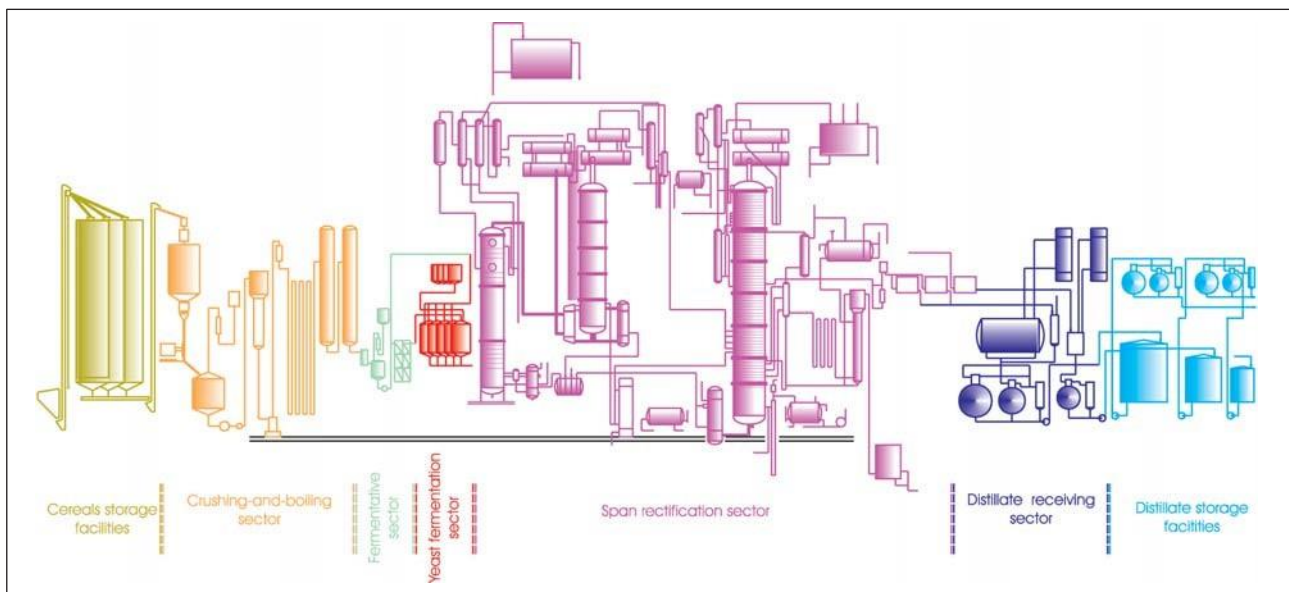 Cereals storage
facilities
Crushing-and-boiling
sector
Fermentative
sector
Yeast fermentation
sector
Span rectification sector
Distillate receiving
sector
Distillate storage
facitities